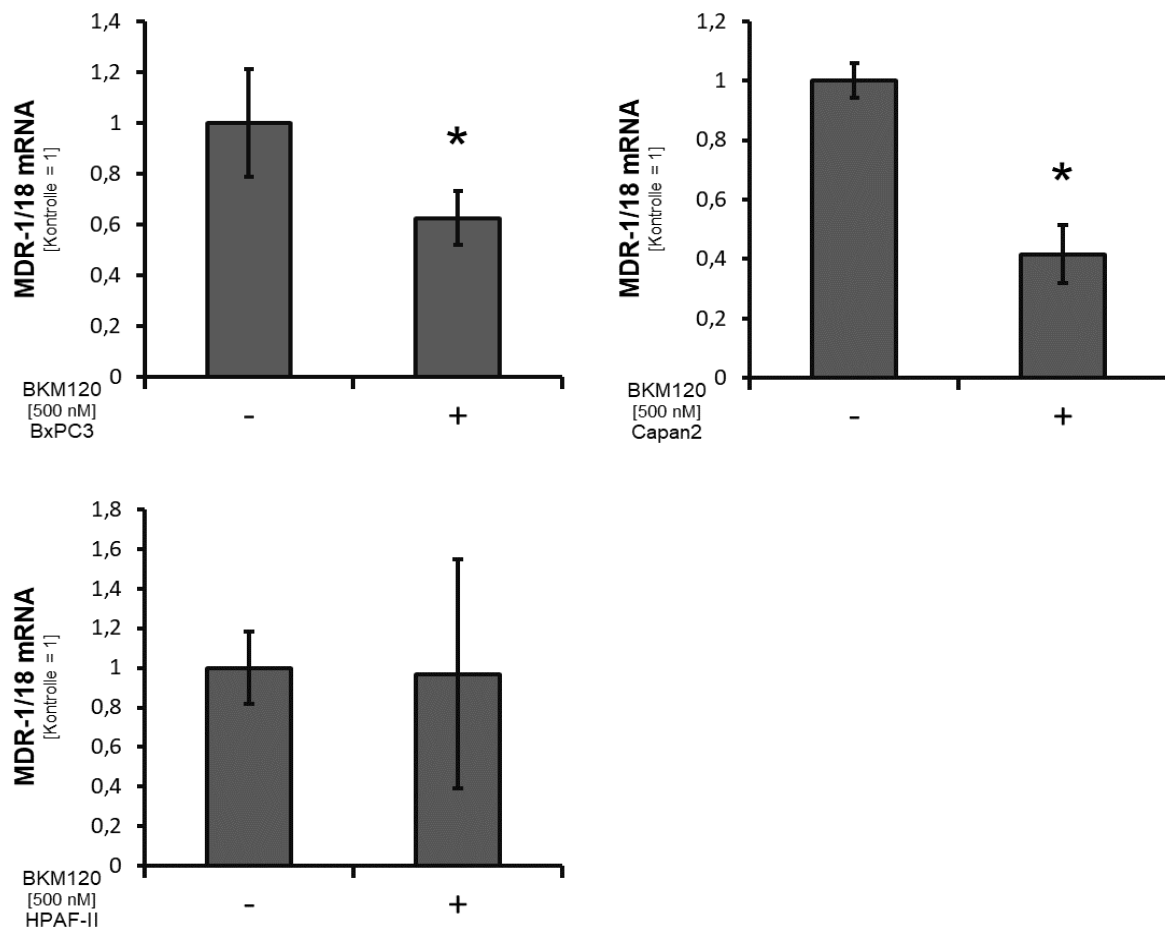 1,4
1,2
1
0,8
0,6
0,4
0,2
0
MDR-1/18 mRNA
[Kontrolle = 1]
*
BKM120
[500 nM]
BxPC3
- +
1,2
1
0,8
0,6
0,4
0,2
0
MDR-1/18 mRNA
[Kontrolle = 1]
*
BKM120
[500 nM]
Capan2
- +
1,8
1,6
1,4
1,2
1
0,8
0,6
0,4
0,2
0
MDR-1/18 mRNA
[Kontrolle = 1]
BKM120
[500 nM]
HPAF-II
- +